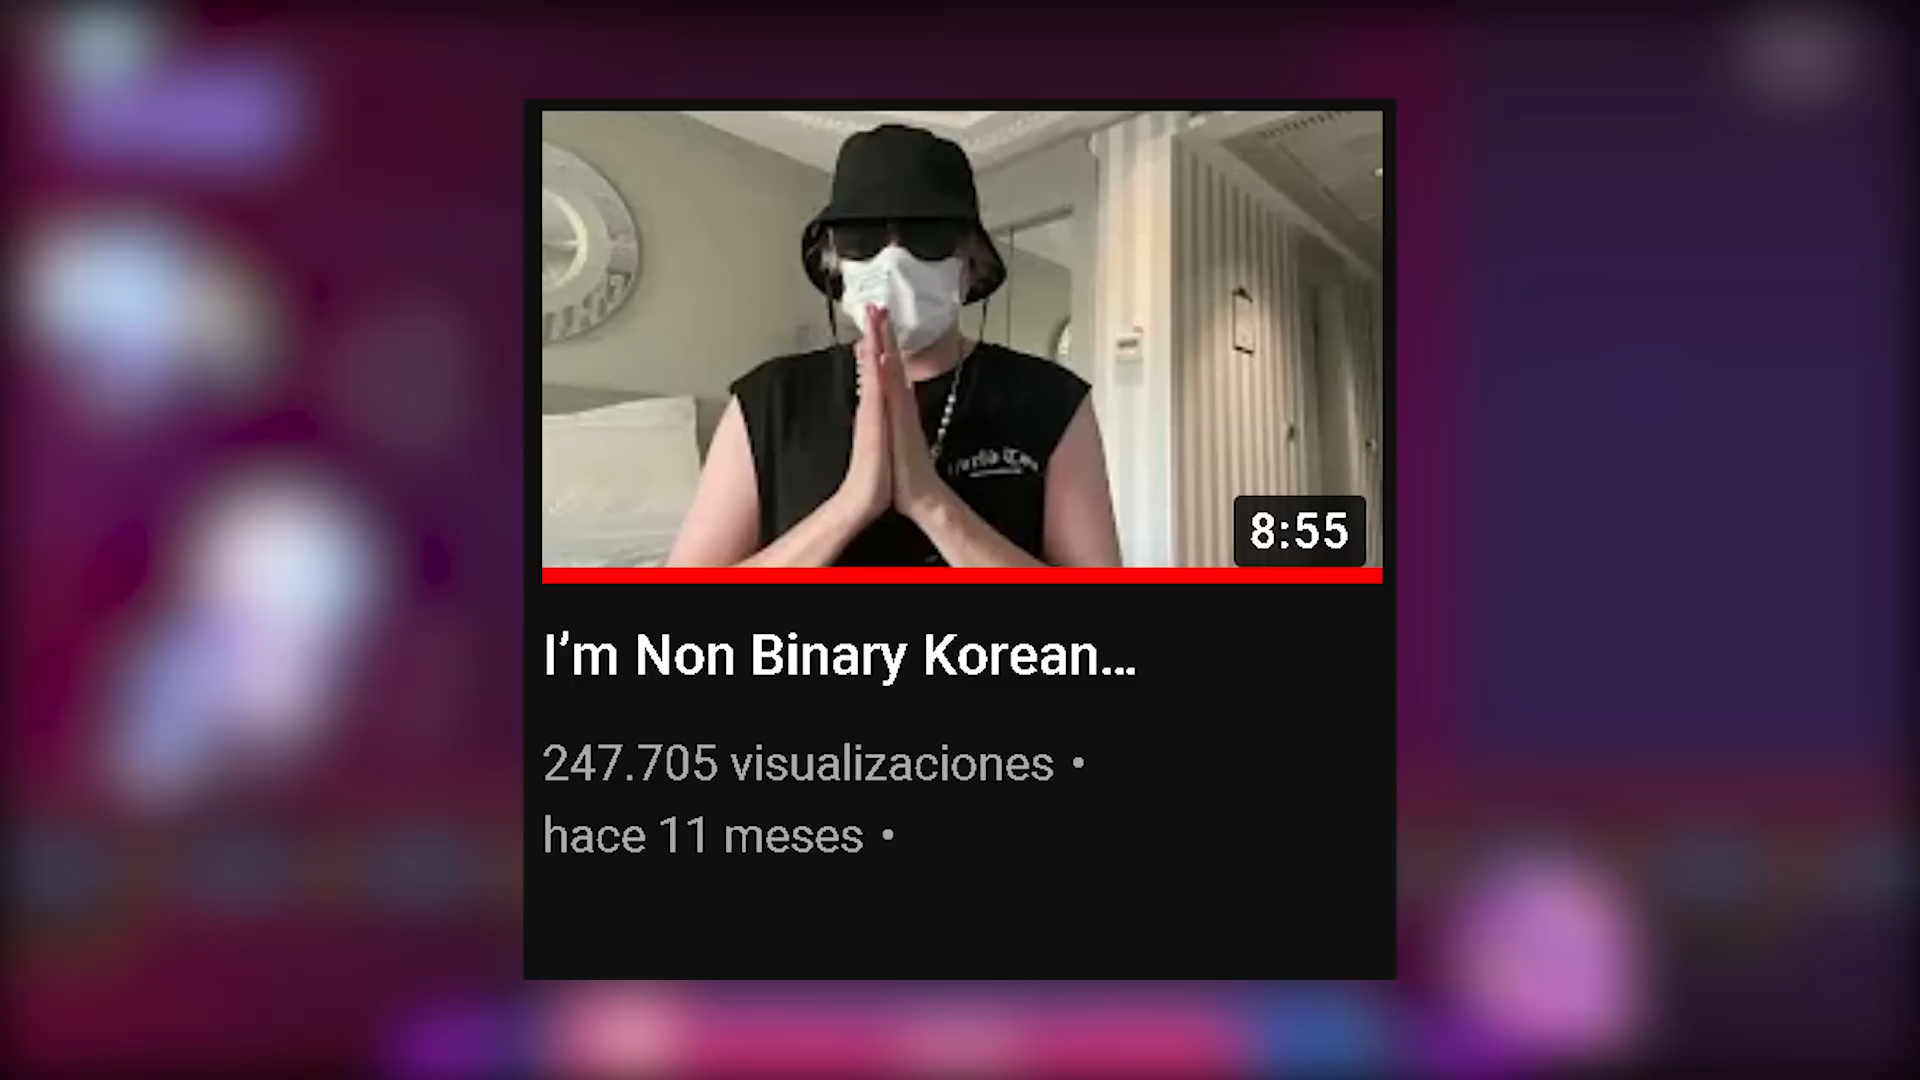 8:55
I'm Non Binary Korean...
247.705 visualizaciones •
hace 11 meses •